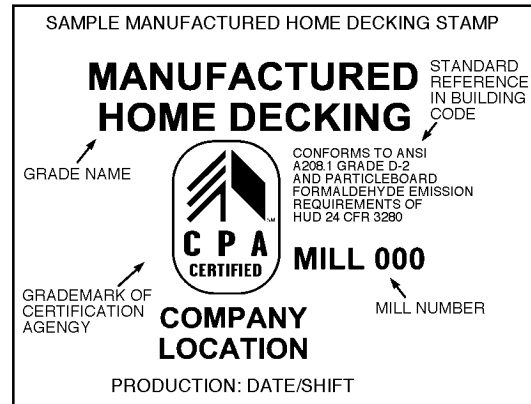 SAMPLE MANUFACTURED HOME DECKING STAMP
MANUFACTURED
HOME DECKING
STANDARD
REFERENCE
IN BUILDING
CODE
GRADE NAME
CONFORMS TO ANSI
A208.1 GRADE D-2
AND PARTICLEBOARD
FORMALDEHYDE EMISSION
REQUIREMENTS OF
HUD 24 CFR 3280
SM
CPA
CERTIFIED
MILL 000
GRADEMARK OF
CERTIFICATION
AGENGY
MILL NUMBER
COMPANY
LOCATION
PRODUCTION: DATE/SHIFT